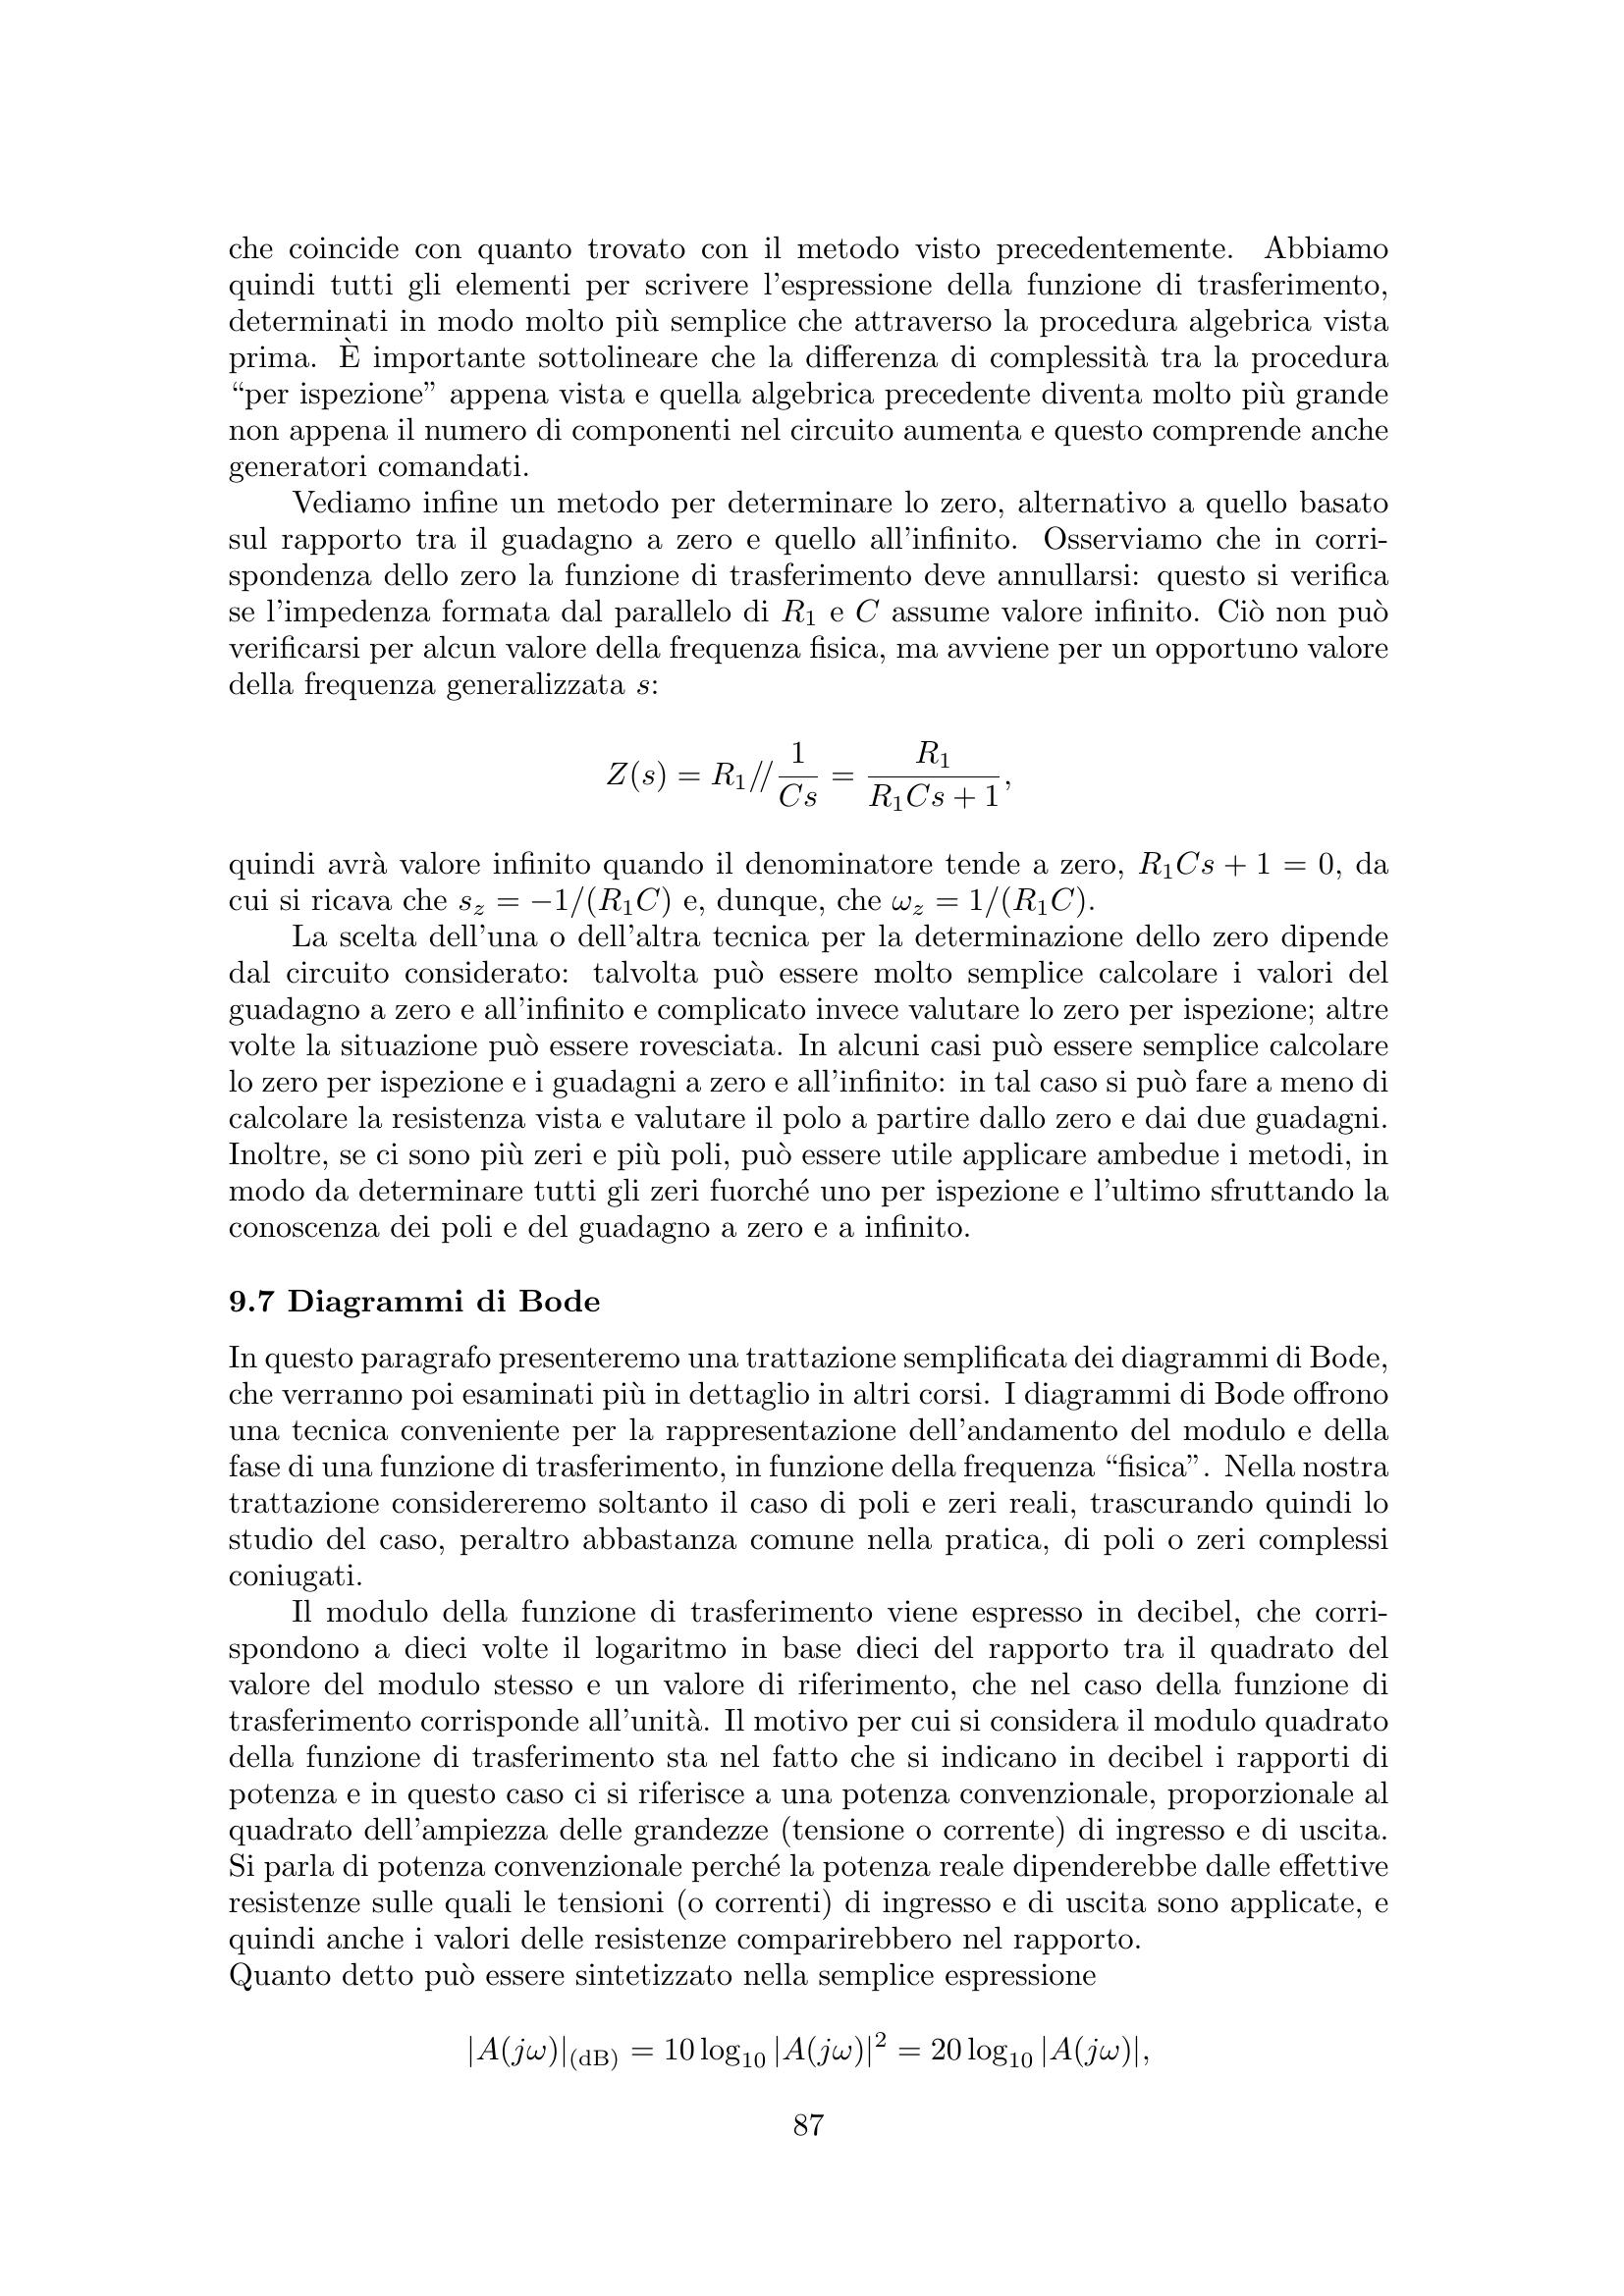 che coincide con quanto trovato con il metodo visto precedentemente. Abbiamo
quindi tutti gli elementi per scrivere l'espressione della funzione di trasferimento,
determinati in modo molto più semplice che attraverso la procedura algebrica vista
prima. È importante sottolineare che la differenza di complessità tra la procedura
“per ispezione” appena vista e quella algebrica precedente diventa molto più grande
non appena il numero di componenti nel circuito aumenta e questo comprende anche
generatori comandati.
Vediamo infine un metodo per determinare lo zero, alternativo a quello basato
sul rapporto tra il guadagno a zero e quello all'infinito. Osserviamo che in corri-
spondenza dello zero la funzione di trasferimento deve annullarsi: questo si verifica
se l'impedenza formata dal parallelo di $R_1$ e $C$ assume valore infinito. Ciò non può
verificarsi per alcun valore della frequenza fisica, ma avviene per un opportuno valore
della frequenza generalizzata $s$:
$$Z(s) = R_1 // \frac{1}{Cs} = \frac{R_1}{R_1Cs + 1},$$
quindi avrà valore infinito quando il denominatore tende a zero, $R_1Cs + 1 = 0$, da
cui si ricava che $s_z = -1/(R_1C)$ e, dunque, che $\omega_z = 1/(R_1C)$.
La scelta dell'una o dell'altra tecnica per la determinazione dello zero dipende
dal circuito considerato: talvolta può essere molto semplice calcolare i valori del
guadagno a zero e all'infinito e complicato invece valutare lo zero per ispezione; altre
volte la situazione può essere rovesciata. In alcuni casi può essere semplice calcolare
lo zero per ispezione e i guadagni a zero e all'infinito: in tal caso si può fare a meno di
calcolare la resistenza vista e valutare il polo a partire dallo zero e dai due guadagni.
Inoltre, se ci sono più zeri e più poli, può essere utile applicare ambedue i metodi, in
modo da determinare tutti gli zeri fuorché uno per ispezione e l'ultimo sfruttando la
conoscenza dei poli e del guadagno a zero e a infinito.
9.7 Diagrammi di Bode
In questo paragrafo presenteremo una trattazione semplificata dei diagrammi di Bode,
che verranno poi esaminati più in dettaglio in altri corsi. I diagrammi di Bode offrono
una tecnica conveniente per la rappresentazione dell'andamento del modulo e della
fase di una funzione di trasferimento, in funzione della frequenza “fisica”. Nella nostra
trattazione considereremo soltanto il caso di poli e zeri reali, trascurando quindi lo
studio del caso, peraltro abbastanza comune nella pratica, di poli o zeri complessi
coniugati.
Il modulo della funzione di trasferimento viene espresso in decibel, che corri-
spondono a dieci volte il logaritmo in base dieci del rapporto tra il quadrato del
valore del modulo stesso e un valore di riferimento, che nel caso della funzione di
trasferimento corrisponde all'unità. Il motivo per cui si considera il modulo quadrato
della funzione di trasferimento sta nel fatto che si indicano in decibel i rapporti di
potenza e in questo caso ci si riferisce a una potenza convenzionale, proporzionale al
quadrato dell'ampiezza delle grandezze (tensione o corrente) di ingresso e di uscita.
Si parla di potenza convenzionale perché la potenza reale dipenderebbe dalle effettive
resistenze sulle quali le tensioni (o correnti) di ingresso e di uscita sono applicate, e
quindi anche i valori delle resistenze comparirebbero nel rapporto.
Quanto detto può essere sintetizzato nella semplice espressione
$$|A(j\omega)|_{(\mathrm{dB})} = 10 \log_{10} |A(j\omega)|^2 = 20 \log_{10} |A(j\omega)|,$$
87